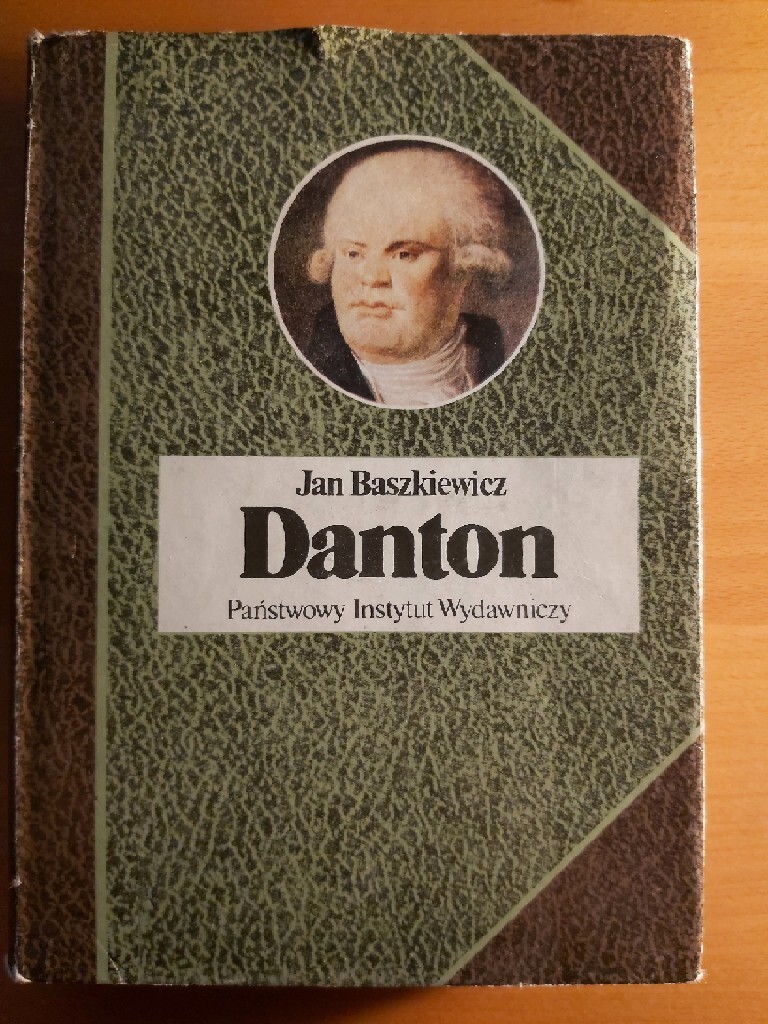 Jan Baszkiewicz
Danton
Państwowy Instytut Wydawniczy